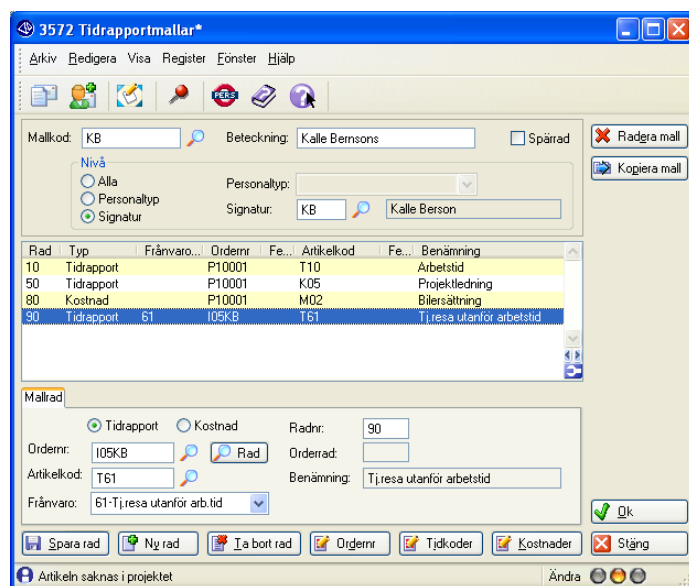 3572 Tidrapportmallar*
Arkiv Redigera Visa Register Fönster Hjälp
PERS
Mallkod: KB Beteckning: Kalle Bernsons Spärrad
Radera mall
Kopiera mall
Nivå
Alla
Personaltyp
Signatur
Personaltyp:
Signatur: KB Kalle Berson
Rad Typ Frånvaro... Ordernr Fe... Artikelkod Fe... Benämning
10 Tidrapport P10001 T10 Arbetstid
50 Tidrapport P10001 K05 Projektledning
80 Kostnad P10001 M02 Bilersättning
90 Tidrapport 61 I05KB T61 Tj.resa utanför arbetstid
Mallrad
Tidrapport Kostnad Radnr: 90
Ordernr: I05KB Rad Orderrad:
Artikelkod: T61 Benämning: Tj.resa utanför arbetstid
Frånvaro: 61-Tj.resa utanför arb.tid
Ok
Spara rad Ny rad Ta bort rad Ordernr Tidkoder Kostnader Stäng
Artikeln saknas i projektet Ändra